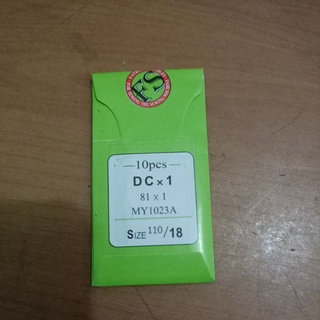 —10pcs—
DC×1
81 x 1
MY1023A
SIZE 110/18